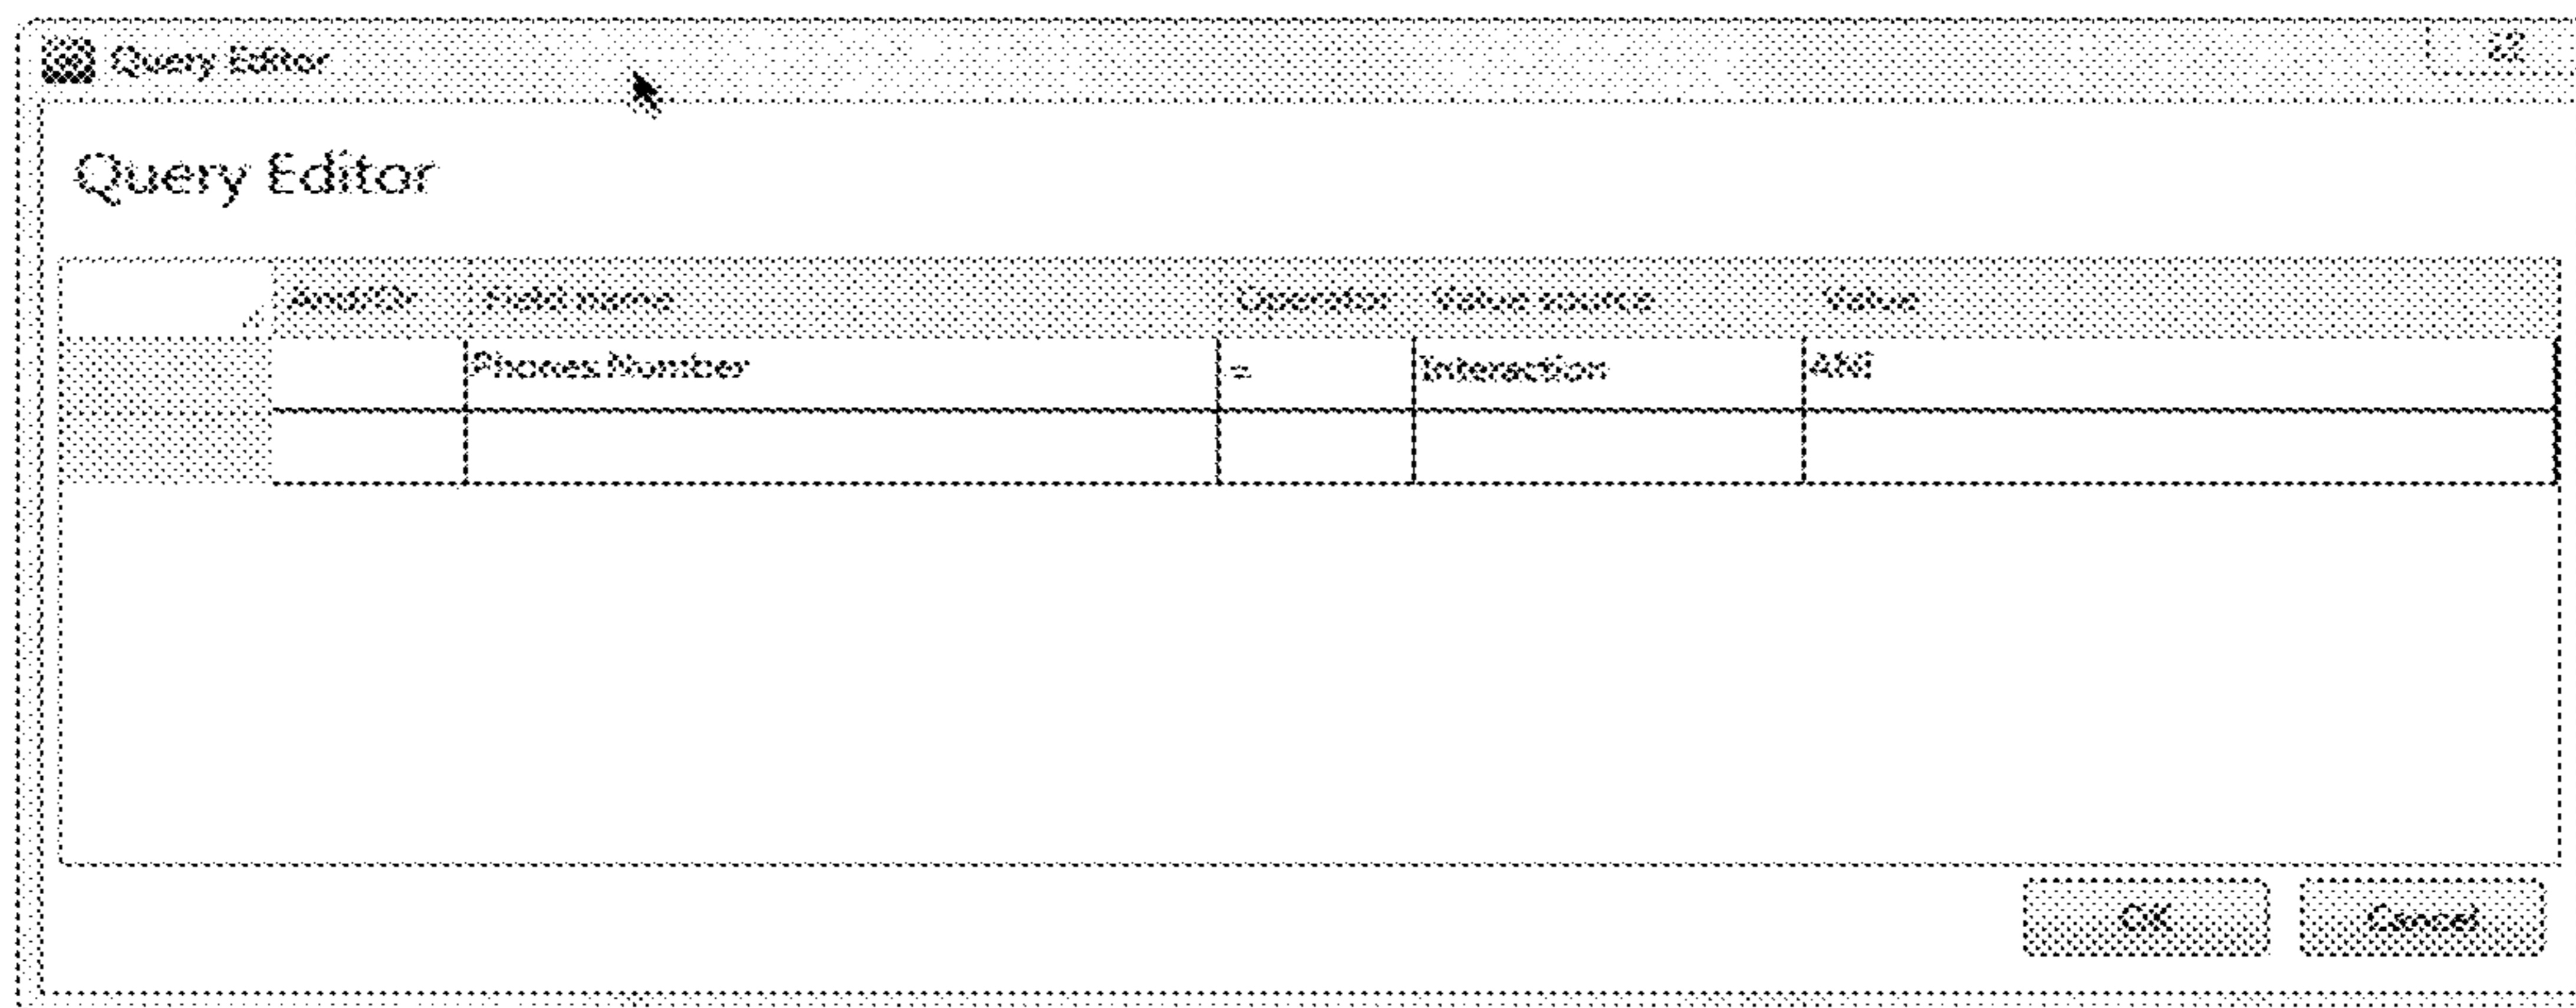 Query Editor
Query Editor
And/Or Field name Operator Value source Value
Phones.Number = Interaction ANI
OK Cancel